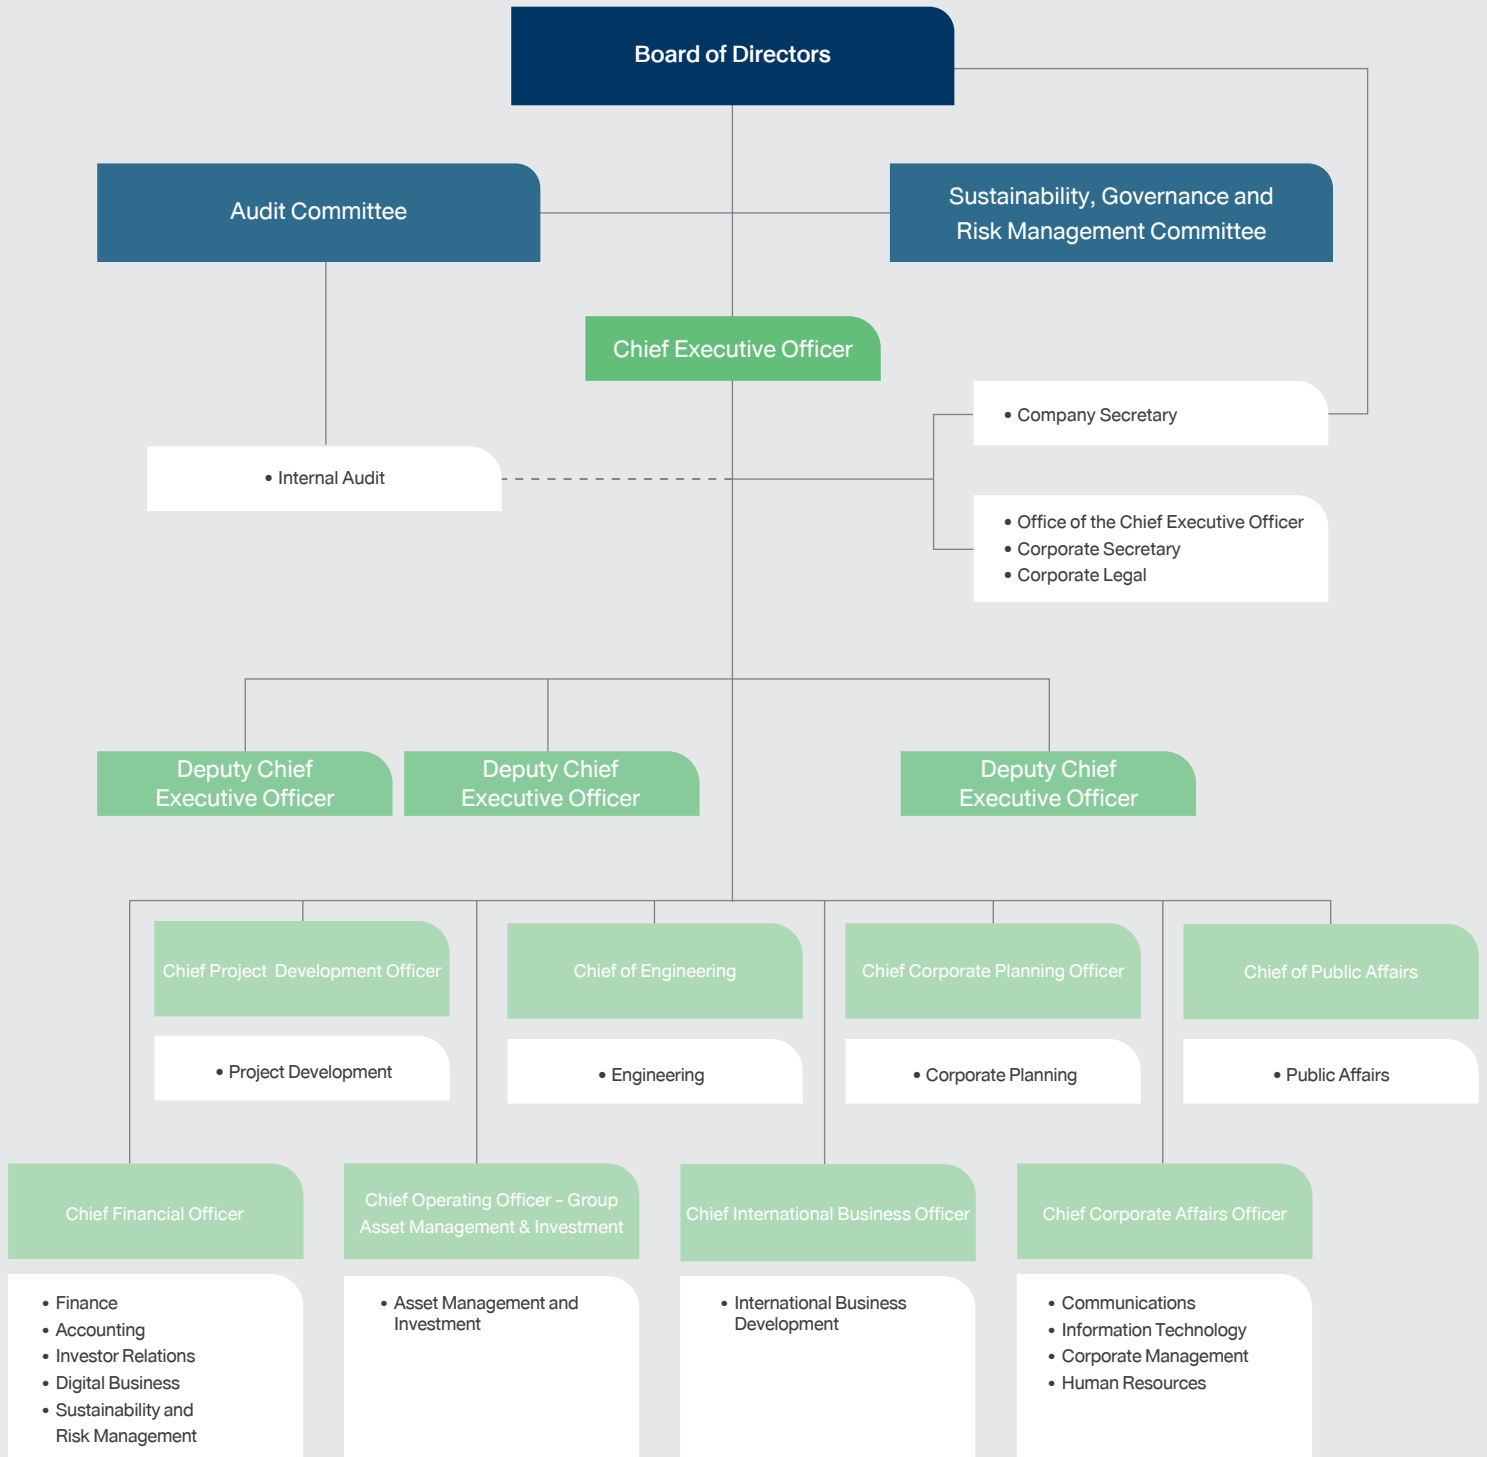 Board of Directors
Audit Committee
Sustainability, Governance and
Risk Management Committee
Chief Executive Officer
• Company Secretary
• Internal Audit
• Office of the Chief Executive Officer
• Corporate Secretary
• Corporate Legal
Deputy Chief
Executive Officer
Deputy Chief
Executive Officer
Deputy Chief
Executive Officer
Chief Project Development Officer
Chief of Engineering
Chief Corporate Planning Officer
Chief of Public Affairs
• Project Development
• Engineering
• Corporate Planning
• Public Affairs
Chief Financial Officer
Chief Operating Officer – Group
Asset Management & Investment
Chief International Business Officer
Chief Corporate Affairs Officer
• Finance
• Accounting
• Investor Relations
• Digital Business
• Sustainability and
Risk Management
• Asset Management and
Investment
• International Business
Development
• Communications
• Information Technology
• Corporate Management
• Human Resources